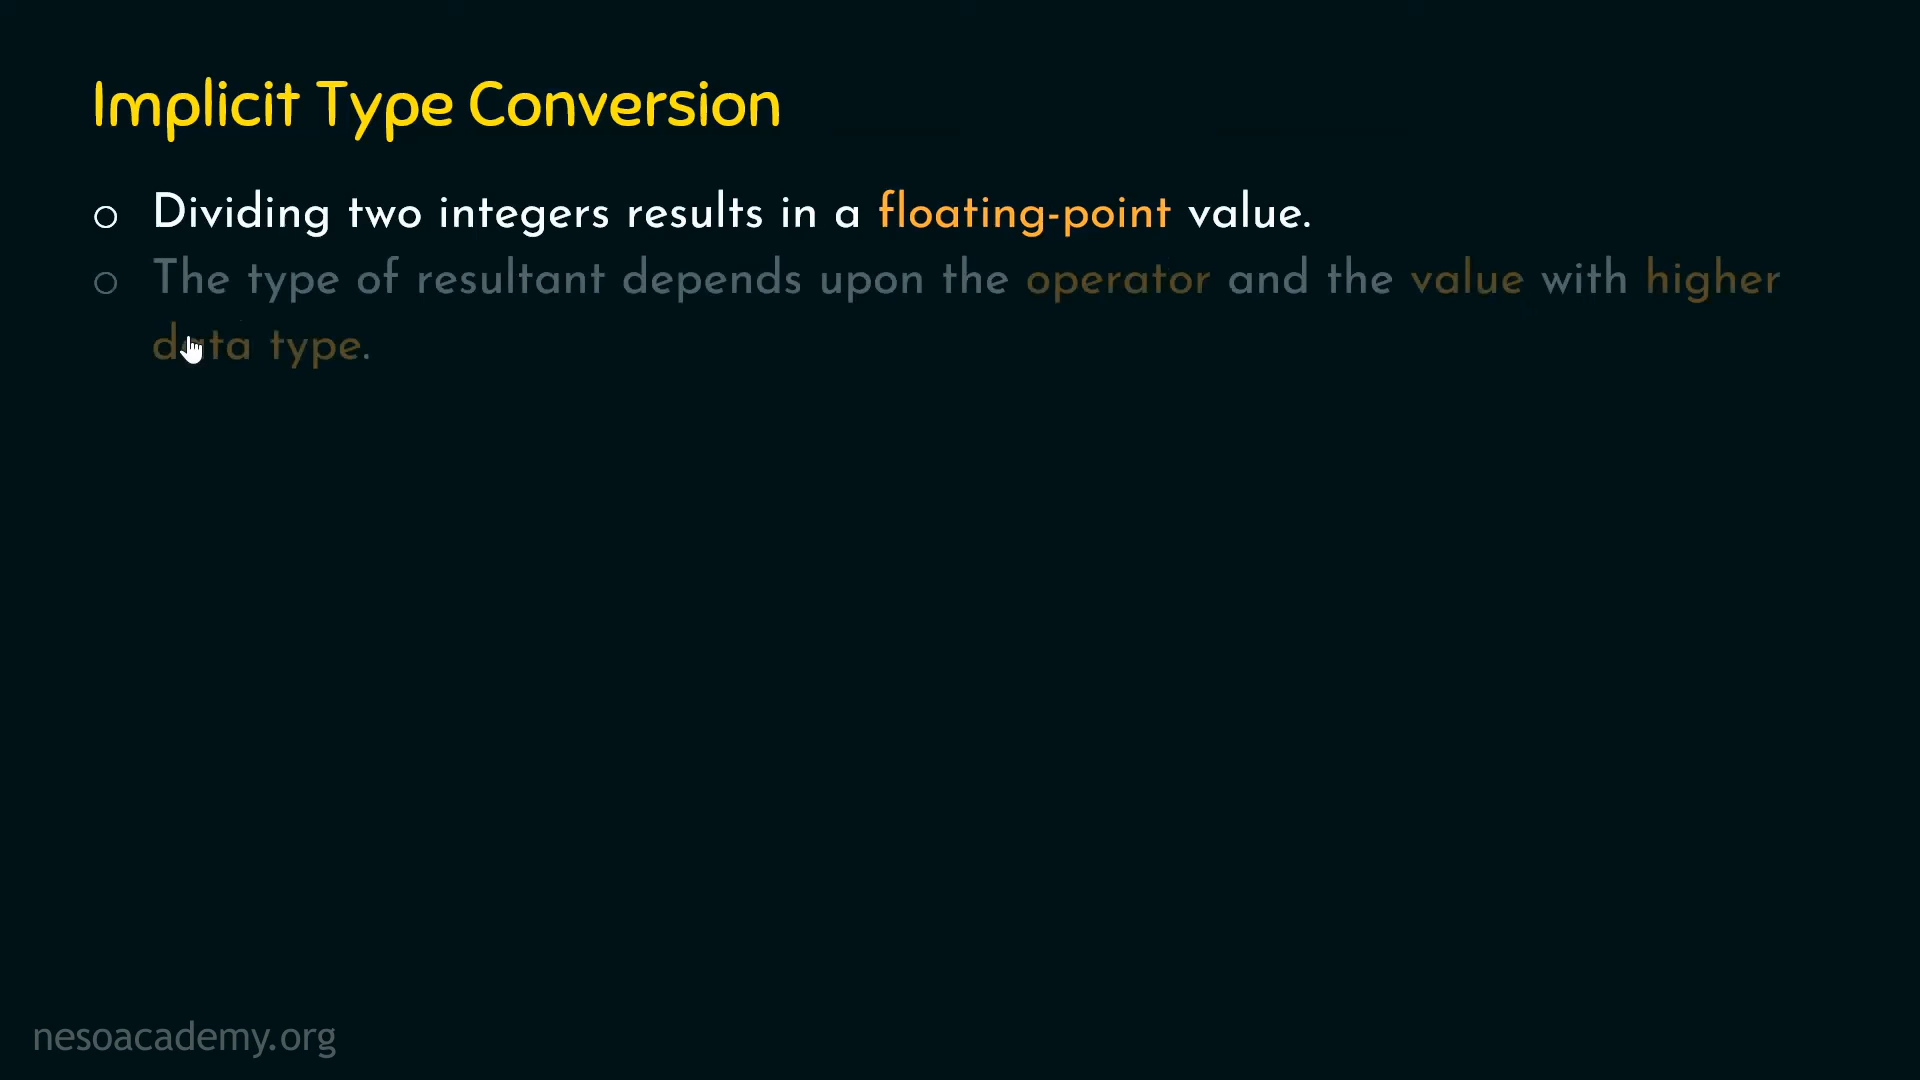 Implicit Type Conversion
Dividing two integers results in a floating-point value.
The type of resultant depends upon the operator and the value with higher
data type.
nesoacademy.org